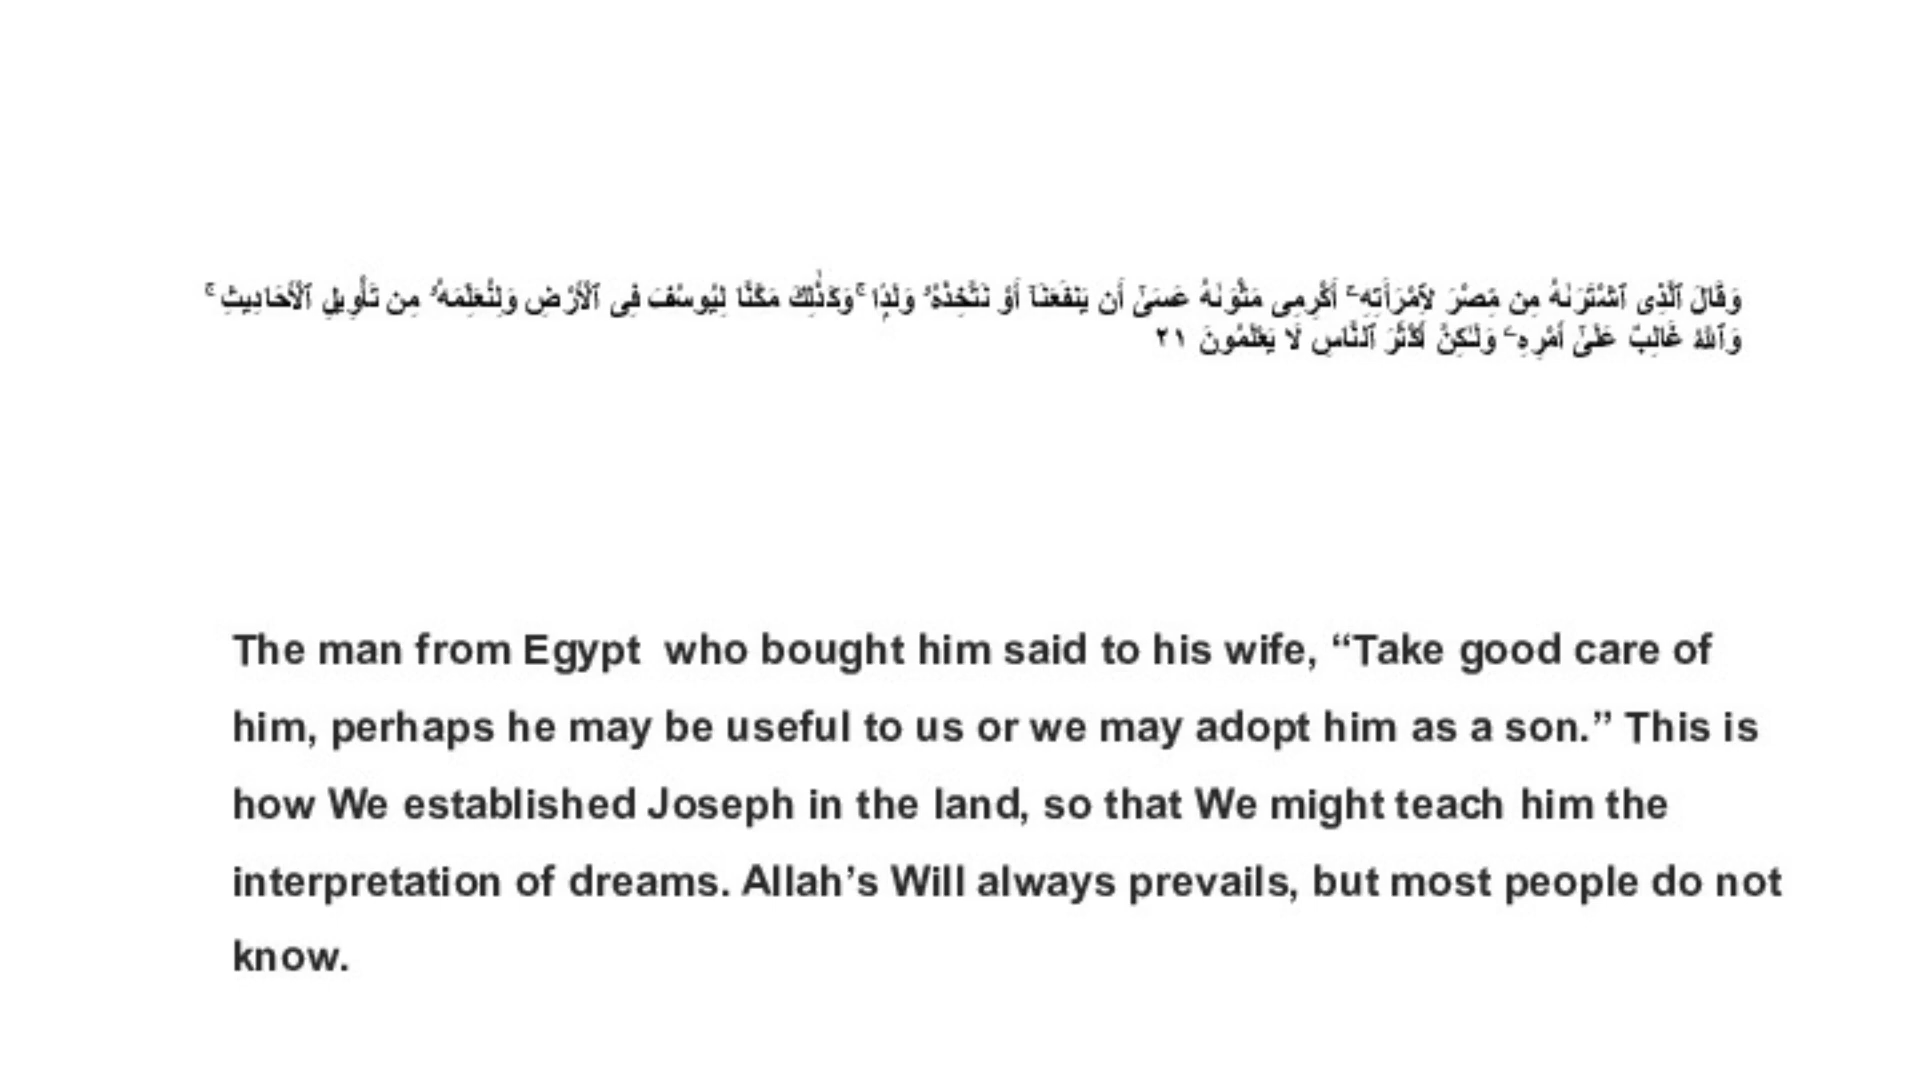 وَقَالَ ٱلَّذِى ٱشْتَرَىٰهُ مِن مِّصْرَ لِٱمْرَأَتِهِۦٓ أَكْرِمِى مَثْوَىٰهُ عَسَىٰٓ أَن يَنفَعَنَآ أَوْ نَتَّخِذَهُۥ وَلَدًا ۚ وَكَذَٰلِكَ مَكَّنَّا لِيُوسُفَ فِى ٱلْأَرْضِ وَلِنُعَلِّمَهُۥ مِن تَأْوِيلِ ٱلْأَحَادِيثِ ۚ
وَٱللَّهُ غَالِبٌ عَلَىٰٓ أَمْرِهِۦ وَلَـٰكِنَّ أَكْثَرَ ٱلنَّاسِ لَا يَعْلَمُونَ ٢١
The man from Egypt who bought him said to his wife, “Take good care of
him, perhaps he may be useful to us or we may adopt him as a son.” This is
how We established Joseph in the land, so that We might teach him the
interpretation of dreams. Allah’s Will always prevails, but most people do not
know.